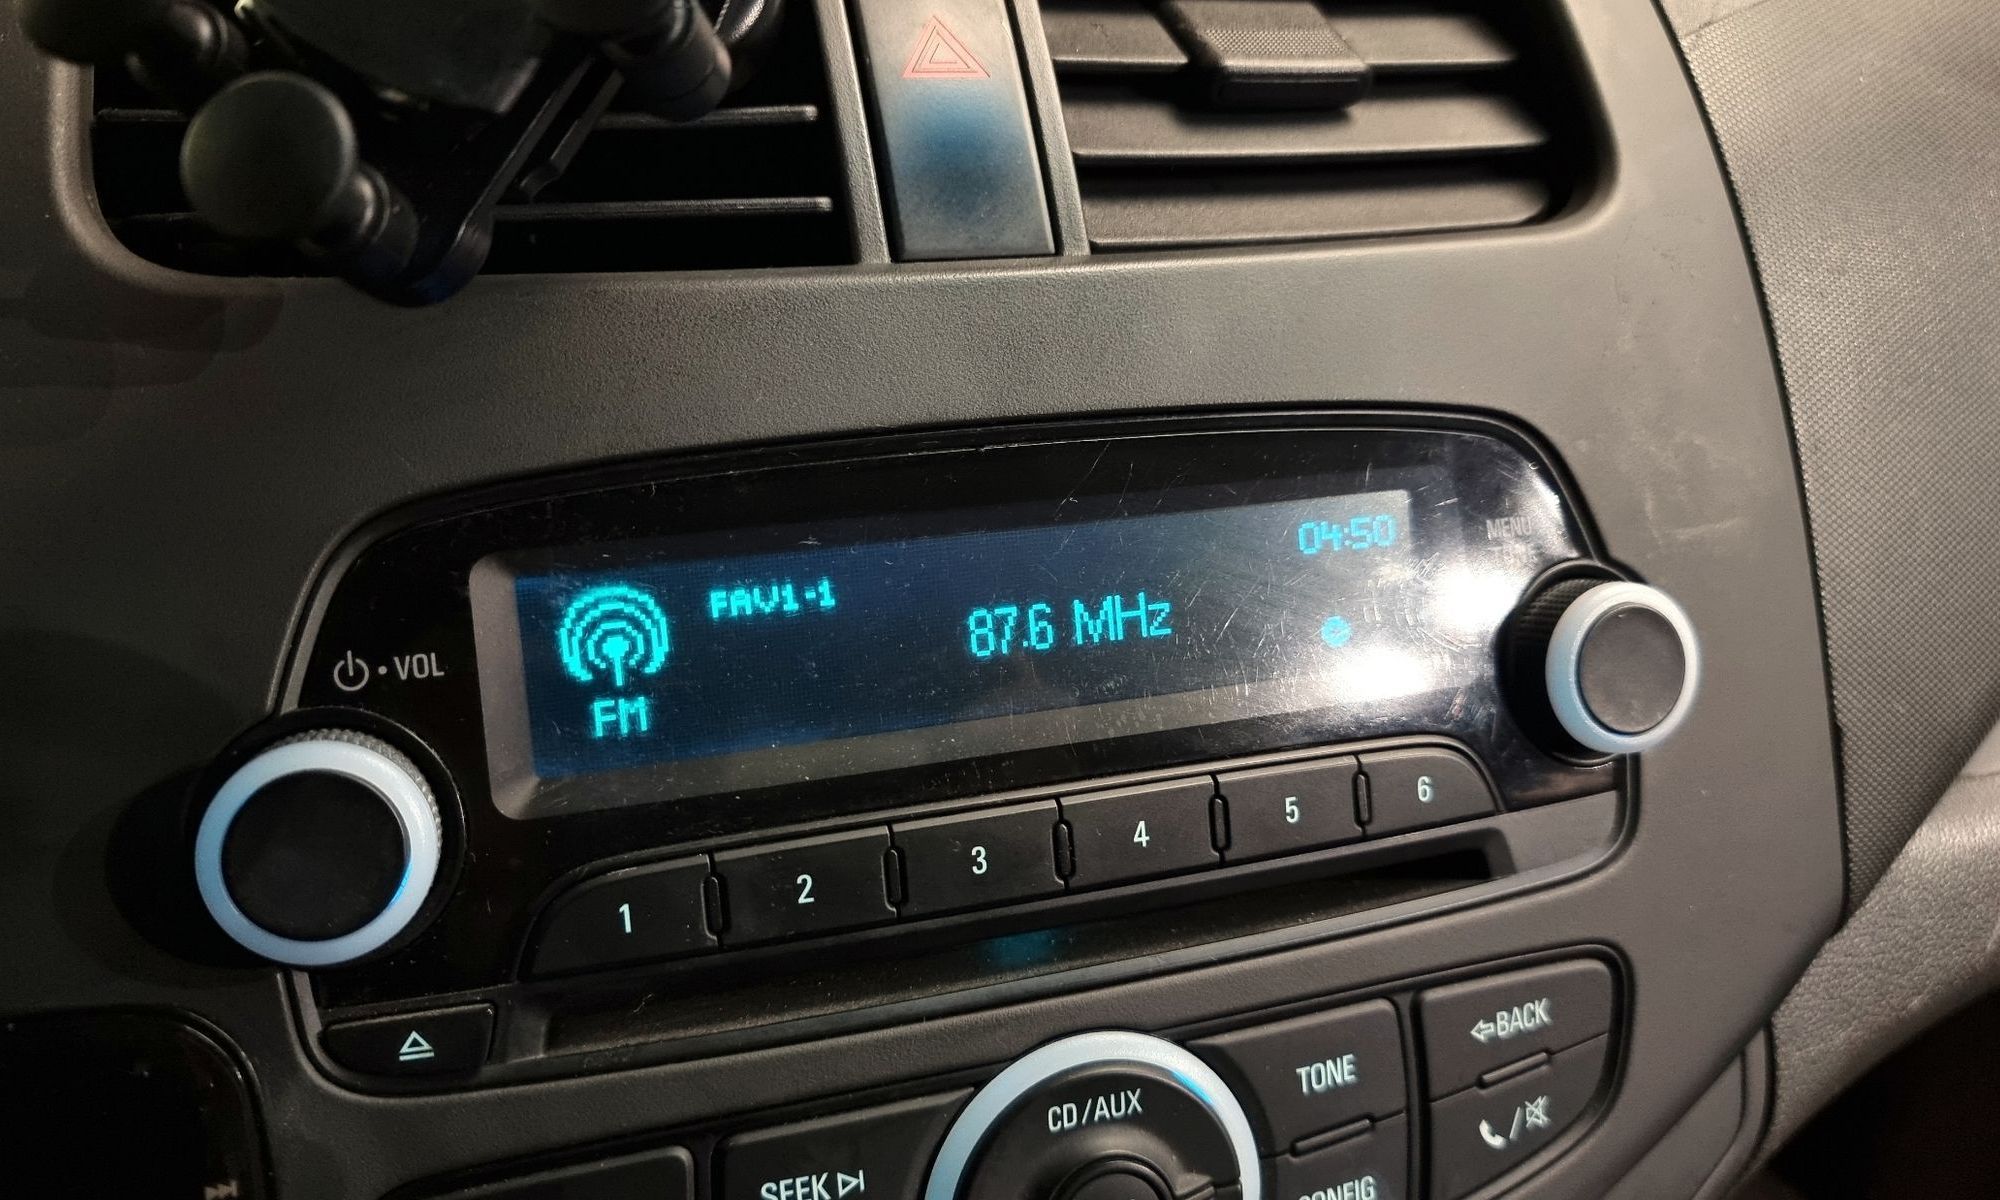 04:50
MENU
FAV1-1
87.6 MHz
FM
VOL
1 2 3 4 5 6
BACK
TONE
CD/AUX
SEEK
CONFIG